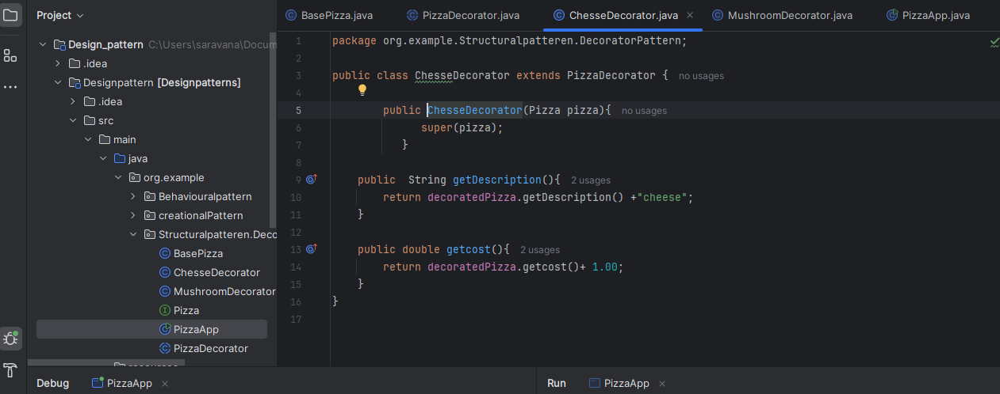 Project
BasePizza.java
PizzaDecorator.java
ChesseDecorator.java
MushroomDecorator.java
PizzaApp.java
Design_pattern C:\Users\saravana\Docum
.idea
Designpattern [Designpatterns]
.idea
src
main
java
org.example
Behaviouralpattern
creationalPattern
Structuralpatteren.Deco
BasePizza
ChesseDecorator
MushroomDecorator
Pizza
PizzaApp
PizzaDecorator
1 package org.example.Structuralpatteren.DecoratorPattern;
2
3 public class ChesseDecorator extends PizzaDecorator { no usages
4
5 public ChesseDecorator(Pizza pizza){ no usages
6 super(pizza);
7 }
8
9 public String getDescription(){ 2 usages
10 return decoratedPizza.getDescription() +"cheese";
11 }
12
13 public double getcost(){ 2 usages
14 return decoratedPizza.getcost()+ 1.00;
15 }
16 }
17
Debug PizzaApp
Run PizzaApp